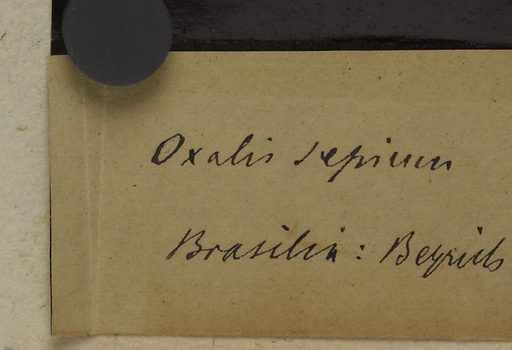 Oxalis sepium
Brasilia: Beyrich